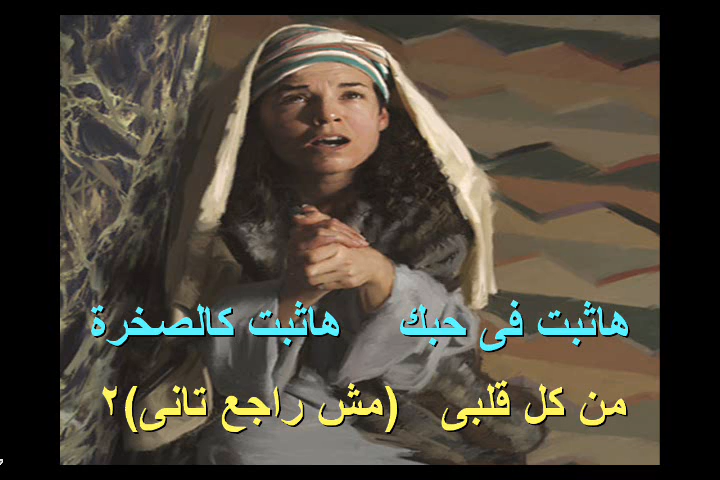 هاثبت فى حبك هاثبت كالصخرة
من كل قلبى (مش راجع تانى)٢